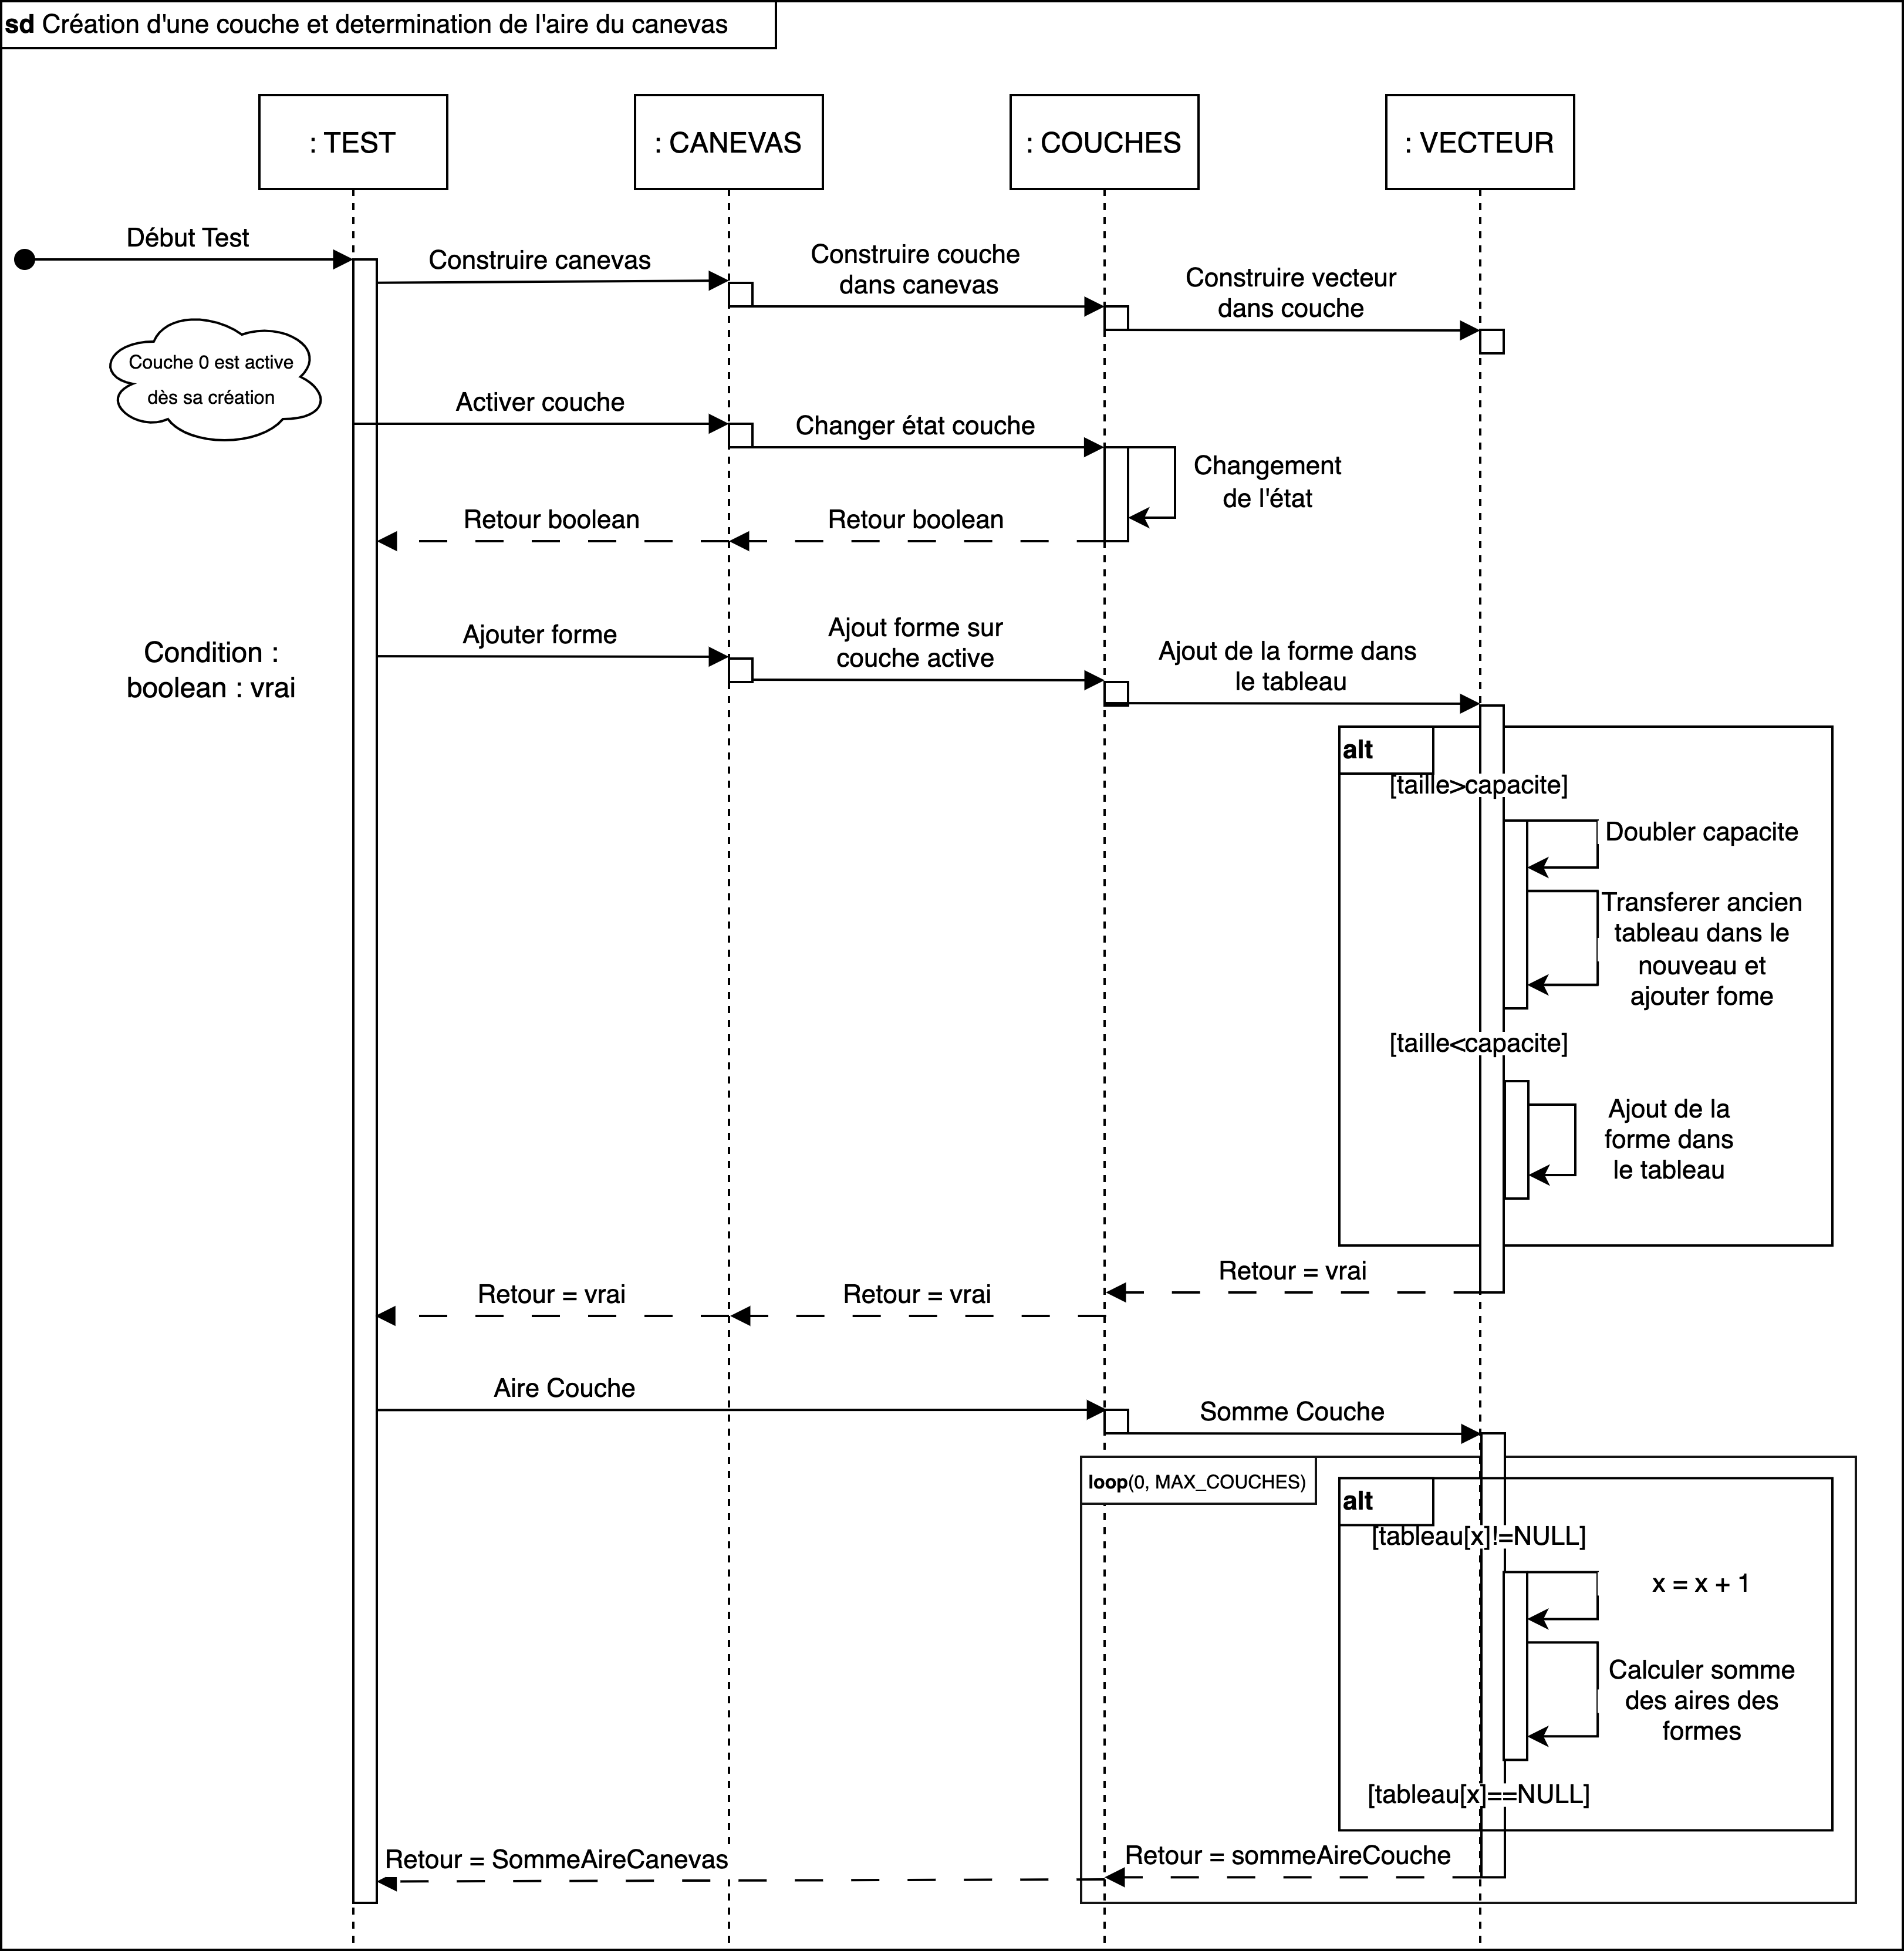 sd Création d'une couche et determination de l'aire du canevas
: TEST
: CANEVAS
: COUCHES
: VECTEUR
Début Test
Construire canevas
Construire couche
dans canevas
Construire vecteur
dans couche
Couche 0 est active
dès sa création
Activer couche
Changer état couche
Changement
de l'état
Retour boolean
Retour boolean
Condition :
boolean : vrai
Ajouter forme
Ajout forme sur
couche active
Ajout de la forme dans
le tableau
alt
[taille>capacite]
Doubler capacite
Transferer ancien
tableau dans le
nouveau et
ajouter fome
[taille<capacite]
Ajout de la
forme dans
le tableau
Retour = vrai
Retour = vrai
Retour = vrai
Aire Couche
Somme Couche
loop(0, MAX_COUCHES)
alt
[tableau[x]!=NULL]
x = x + 1
Calculer somme
des aires des
formes
[tableau[x]==NULL]
Retour = SommeAireCanevas
Retour = sommeAireCouche